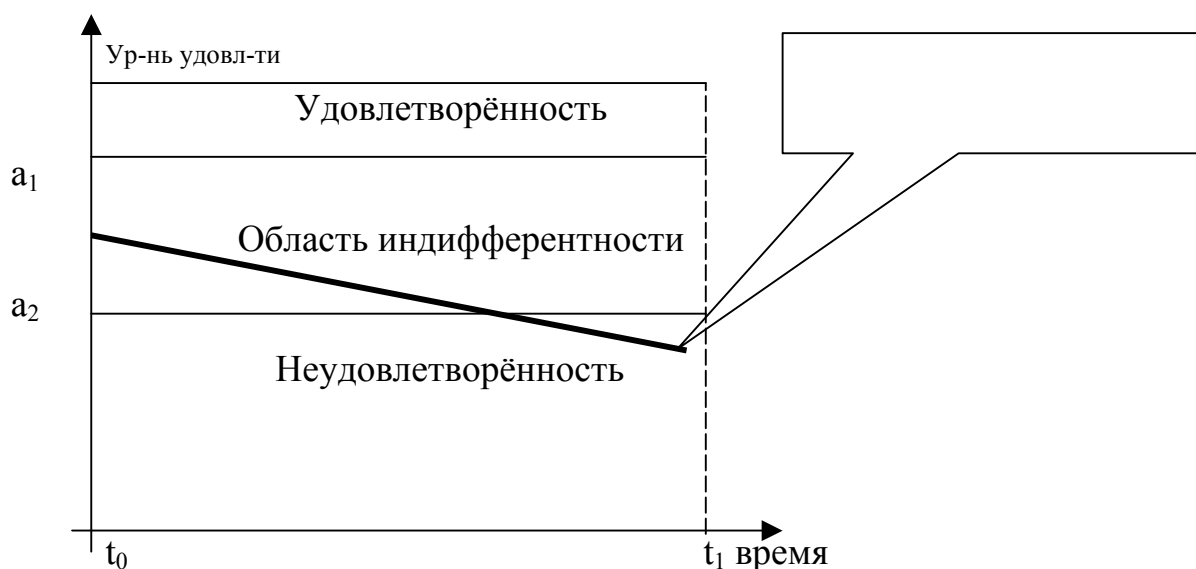 Ур-нь удовл-ти
Удовлетворённость
a₁
Область индифферентности
a₂
Неудовлетворённость
t₀
t₁ время